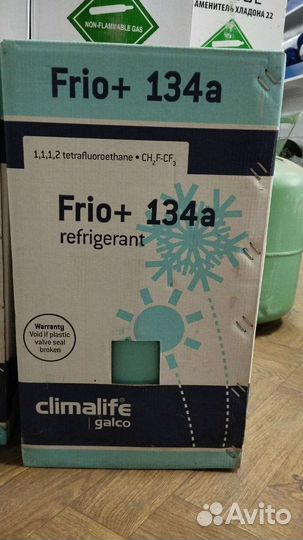 NON-FLAMMABLE GAS
АМЕНИТЕЛЬ ХЛАДОНА 22
Frio+ 134a
1,1,1,2 tetrafluoroethane • CH₂F-CF₃
Frio+ 134a
refrigerant
Warranty
Void if plastic
valve seal
broken
climalife
galco
Avito